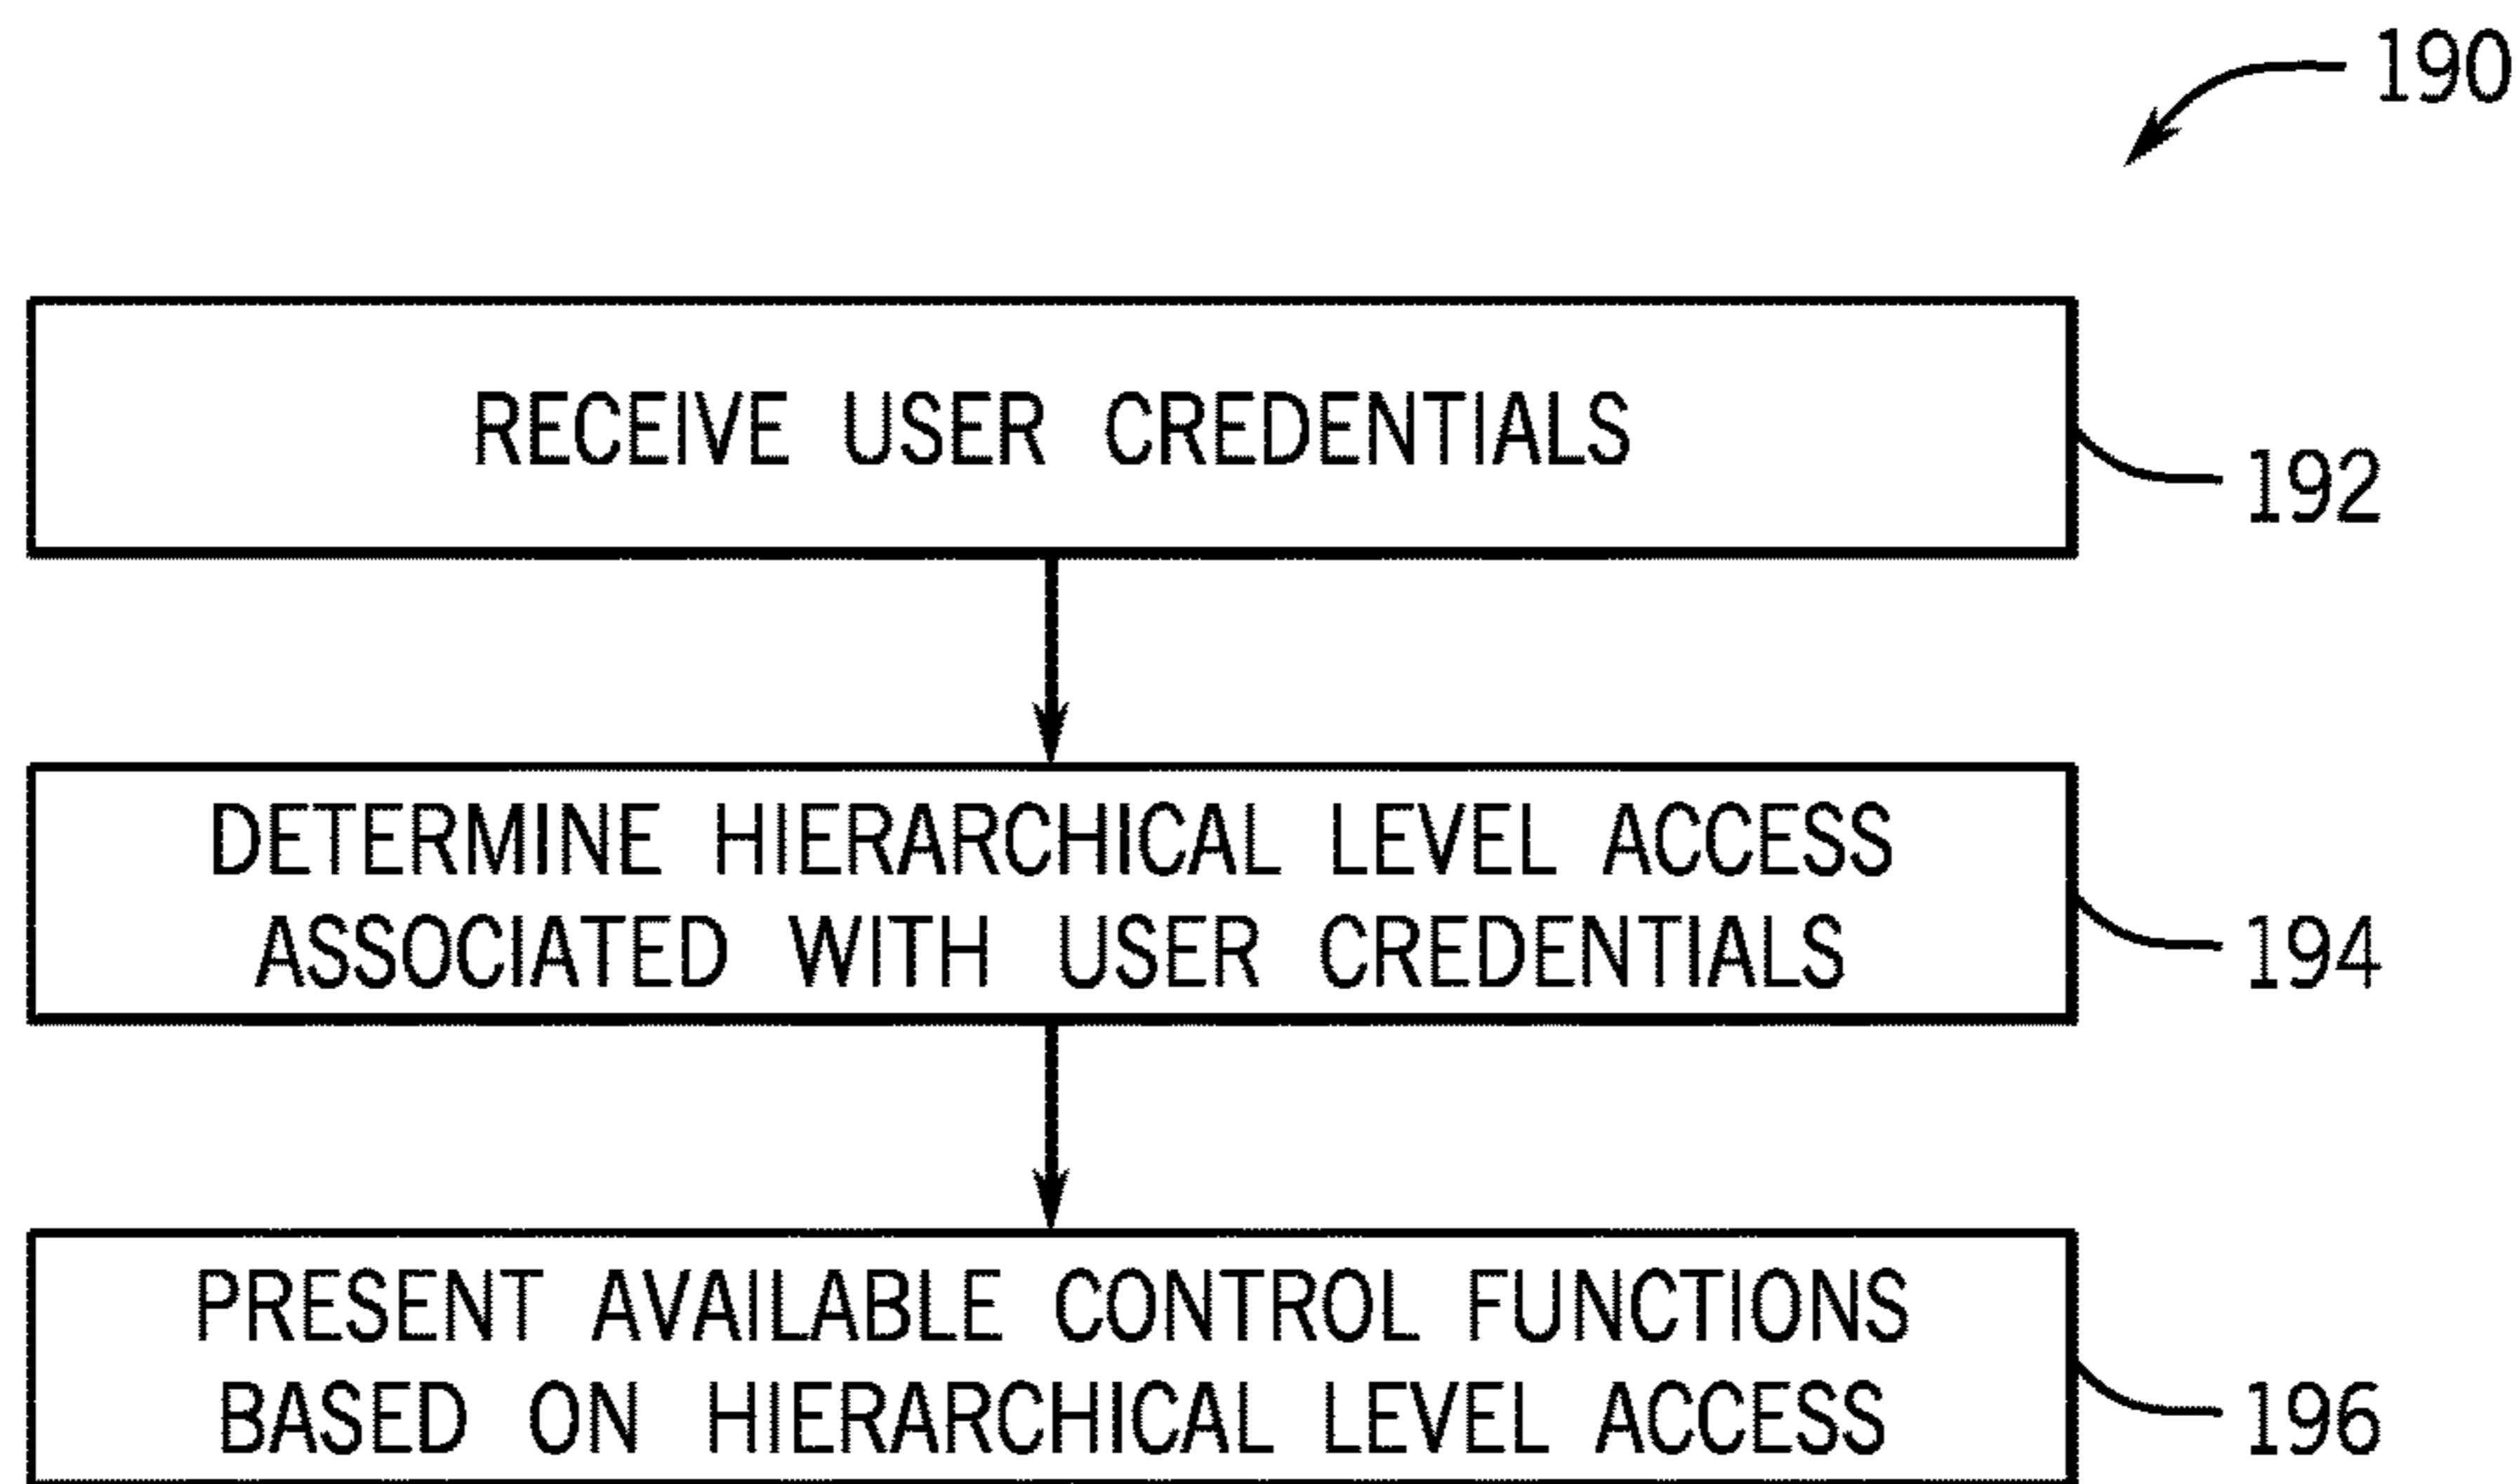 190
RECEIVE USER CREDENTIALS
192
DETERMINE HIERARCHICAL LEVEL ACCESS
ASSOCIATED WITH USER CREDENTIALS
194
PRESENT AVAILABLE CONTROL FUNCTIONS
BASED ON HIERARCHICAL LEVEL ACCESS
196